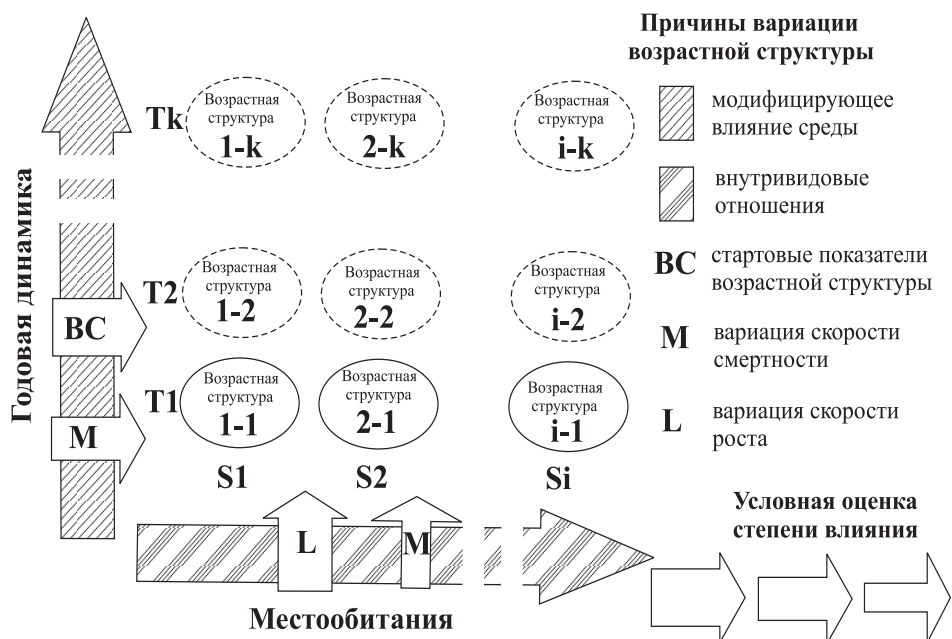 Причины вариации
возрастной структуры
модифицирующее
влияние среды
внутривидовые
отношения
ВС стартовые показатели
возрастной структуры
М вариация скорости
смертности
L вариация скорости
роста
Годовая динамика
Tk
Возрастная
структура
1-k
Возрастная
структура
2-k
Возрастная
структура
i-k
T2
Возрастная
структура
1-2
Возрастная
структура
2-2
Возрастная
структура
i-2
ВС
T1
Возрастная
структура
1-1
Возрастная
структура
2-1
Возрастная
структура
i-1
М
S1
S2
Si
L
М
Местообитания
Условная оценка
степени влияния